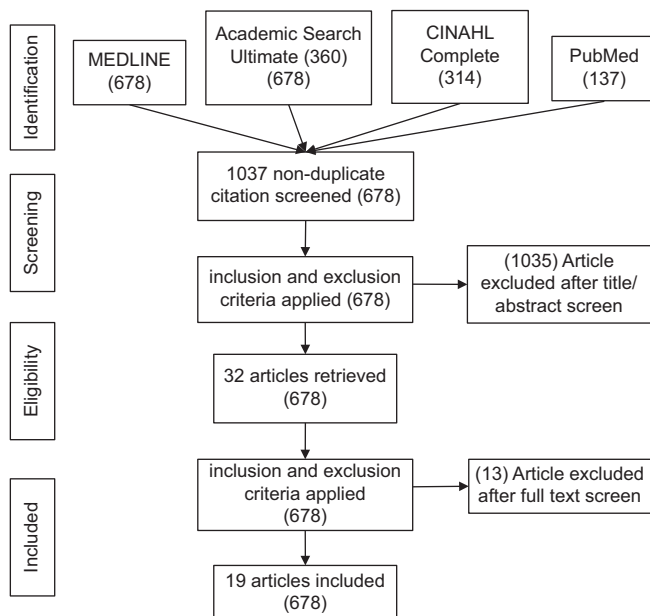 Identification
MEDLINE
(678)
Academic Search
Ultimate (360)
(678)
CINAHL
Complete
(314)
PubMed
(137)
Screening
1037 non-duplicate
citation screened (678)
inclusion and exclusion
criteria applied (678)
(1035) Article
excluded after title/
abstract screen
Eligibility
32 articles retrieved
(678)
Included
inclusion and exclusion
criteria applied
(678)
(13) Article excluded
after full text screen
19 articles included
(678)